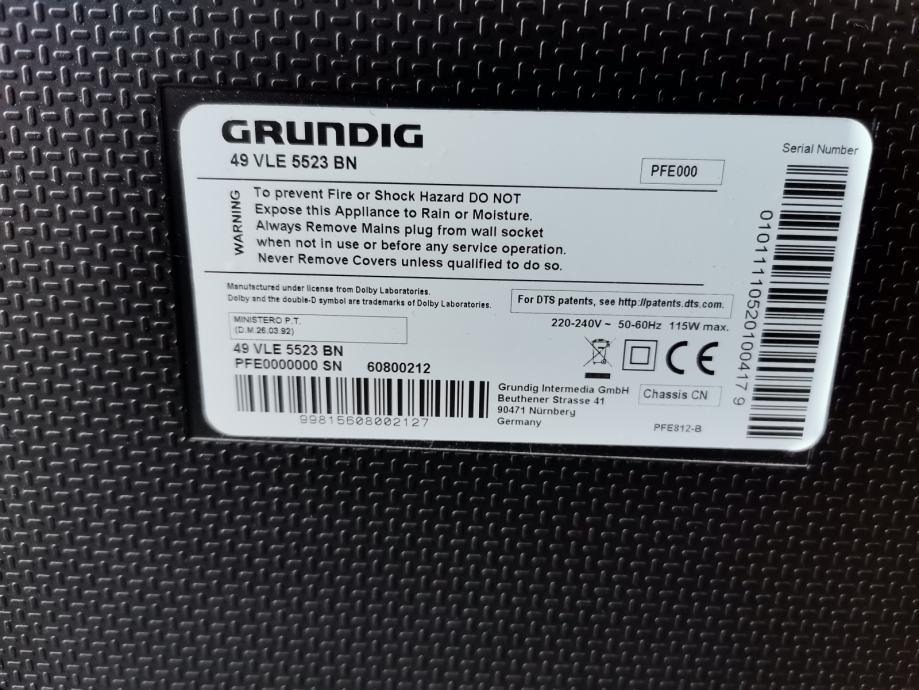 GRUNDIG
49 VLE 5523 BN
PFE000
Serial Number
WARNING
To prevent Fire or Shock Hazard DO NOT
Expose this Appliance to Rain or Moisture.
Always Remove Mains plug from wall socket
when not in use or before any service operation.
Never Remove Covers unless qualified to do so.
Manufactured under license from Dolby Laboratories.
Dolby and the double-D symbol are trademarks of Dolby Laboratories.
For DTS patents, see http://patents.dts.com.
MINISTERO P.T.
(D.M.26.03.92)
220-240V ~ 50-60Hz 115W max.
49 VLE 5523 BN
PFE0000000 SN 60800212
CE
99815608002127
Grundig Intermedia GmbH
Beuthener Strasse 41
90471 Nürnberg
Germany
Chassis CN
PFE812-B